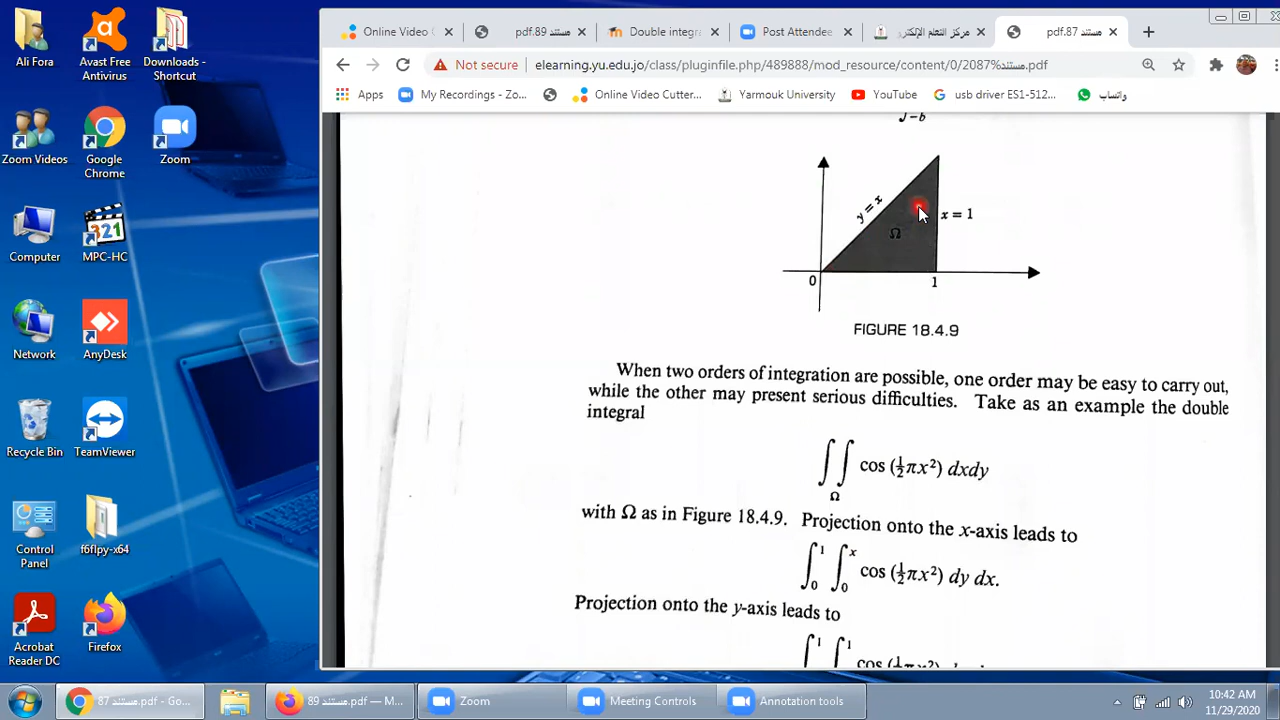 Ali Fora
Avast Free Antivirus
Downloads - Shortcut
Zoom Videos
Google Chrome
Zoom
Computer
MPC-HC
Network
AnyDesk
Recycle Bin
TeamViewer
Control Panel
f6flpy-x64
Acrobat Reader DC
Firefox
Online Video
مستند 89.pdf
Double integr
Post Attendee
مركز التعلم الإلكتروني
مستند 87.pdf
Not secure
elearning.yu.edu.jo/class/pluginfile.php/489888/mod_resource/content/0/2087%مستند.pdf
Apps
My Recordings - Zo...
Online Video Cutter...
Yarmouk University
YouTube
usb driver ES1-512...
واتساب
J-b
y = x
x = 1
Ω
0
1
FIGURE 18.4.9
When two orders of integration are possible, one order may be easy to carry out,
while the other may present serious difficulties. Take as an example the double
integral
∫∫Ω cos (½πx²) dxdy
with Ω as in Figure 18.4.9. Projection onto the x-axis leads to
∫₀¹ ∫₀ˣ cos (½πx²) dy dx.
Projection onto the y-axis leads to
87 مستند.pdf - Go...
89 مستند.pdf — M...
Zoom
Meeting Controls
Annotation tools
10:42 AM
11/29/2020